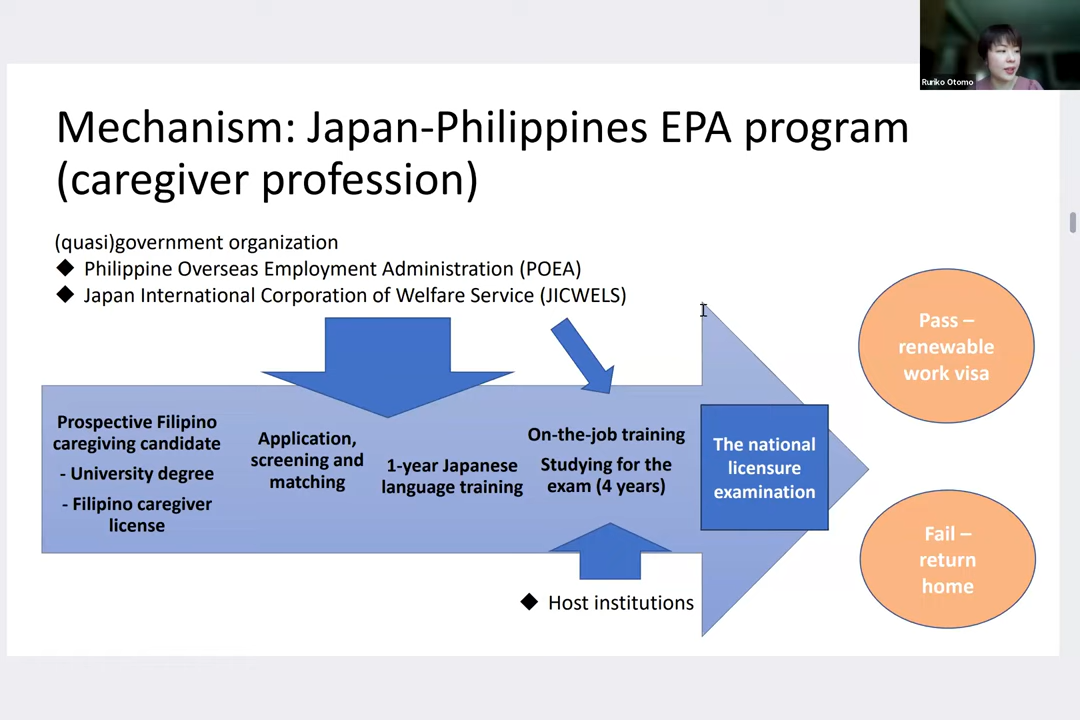 Ruriko Otomo
Mechanism: Japan-Philippines EPA program
(caregiver profession)
(quasi)government organization
◆ Philippine Overseas Employment Administration (POEA)
◆ Japan International Corporation of Welfare Service (JICWELS)
Prospective Filipino
caregiving candidate
- University degree
- Filipino caregiver
license
Application,
screening and
matching
1-year Japanese
language training
On-the-job training
Studying for the
exam (4 years)
◆ Host institutions
The national
licensure
examination
Pass –
renewable
work visa
Fail –
return
home